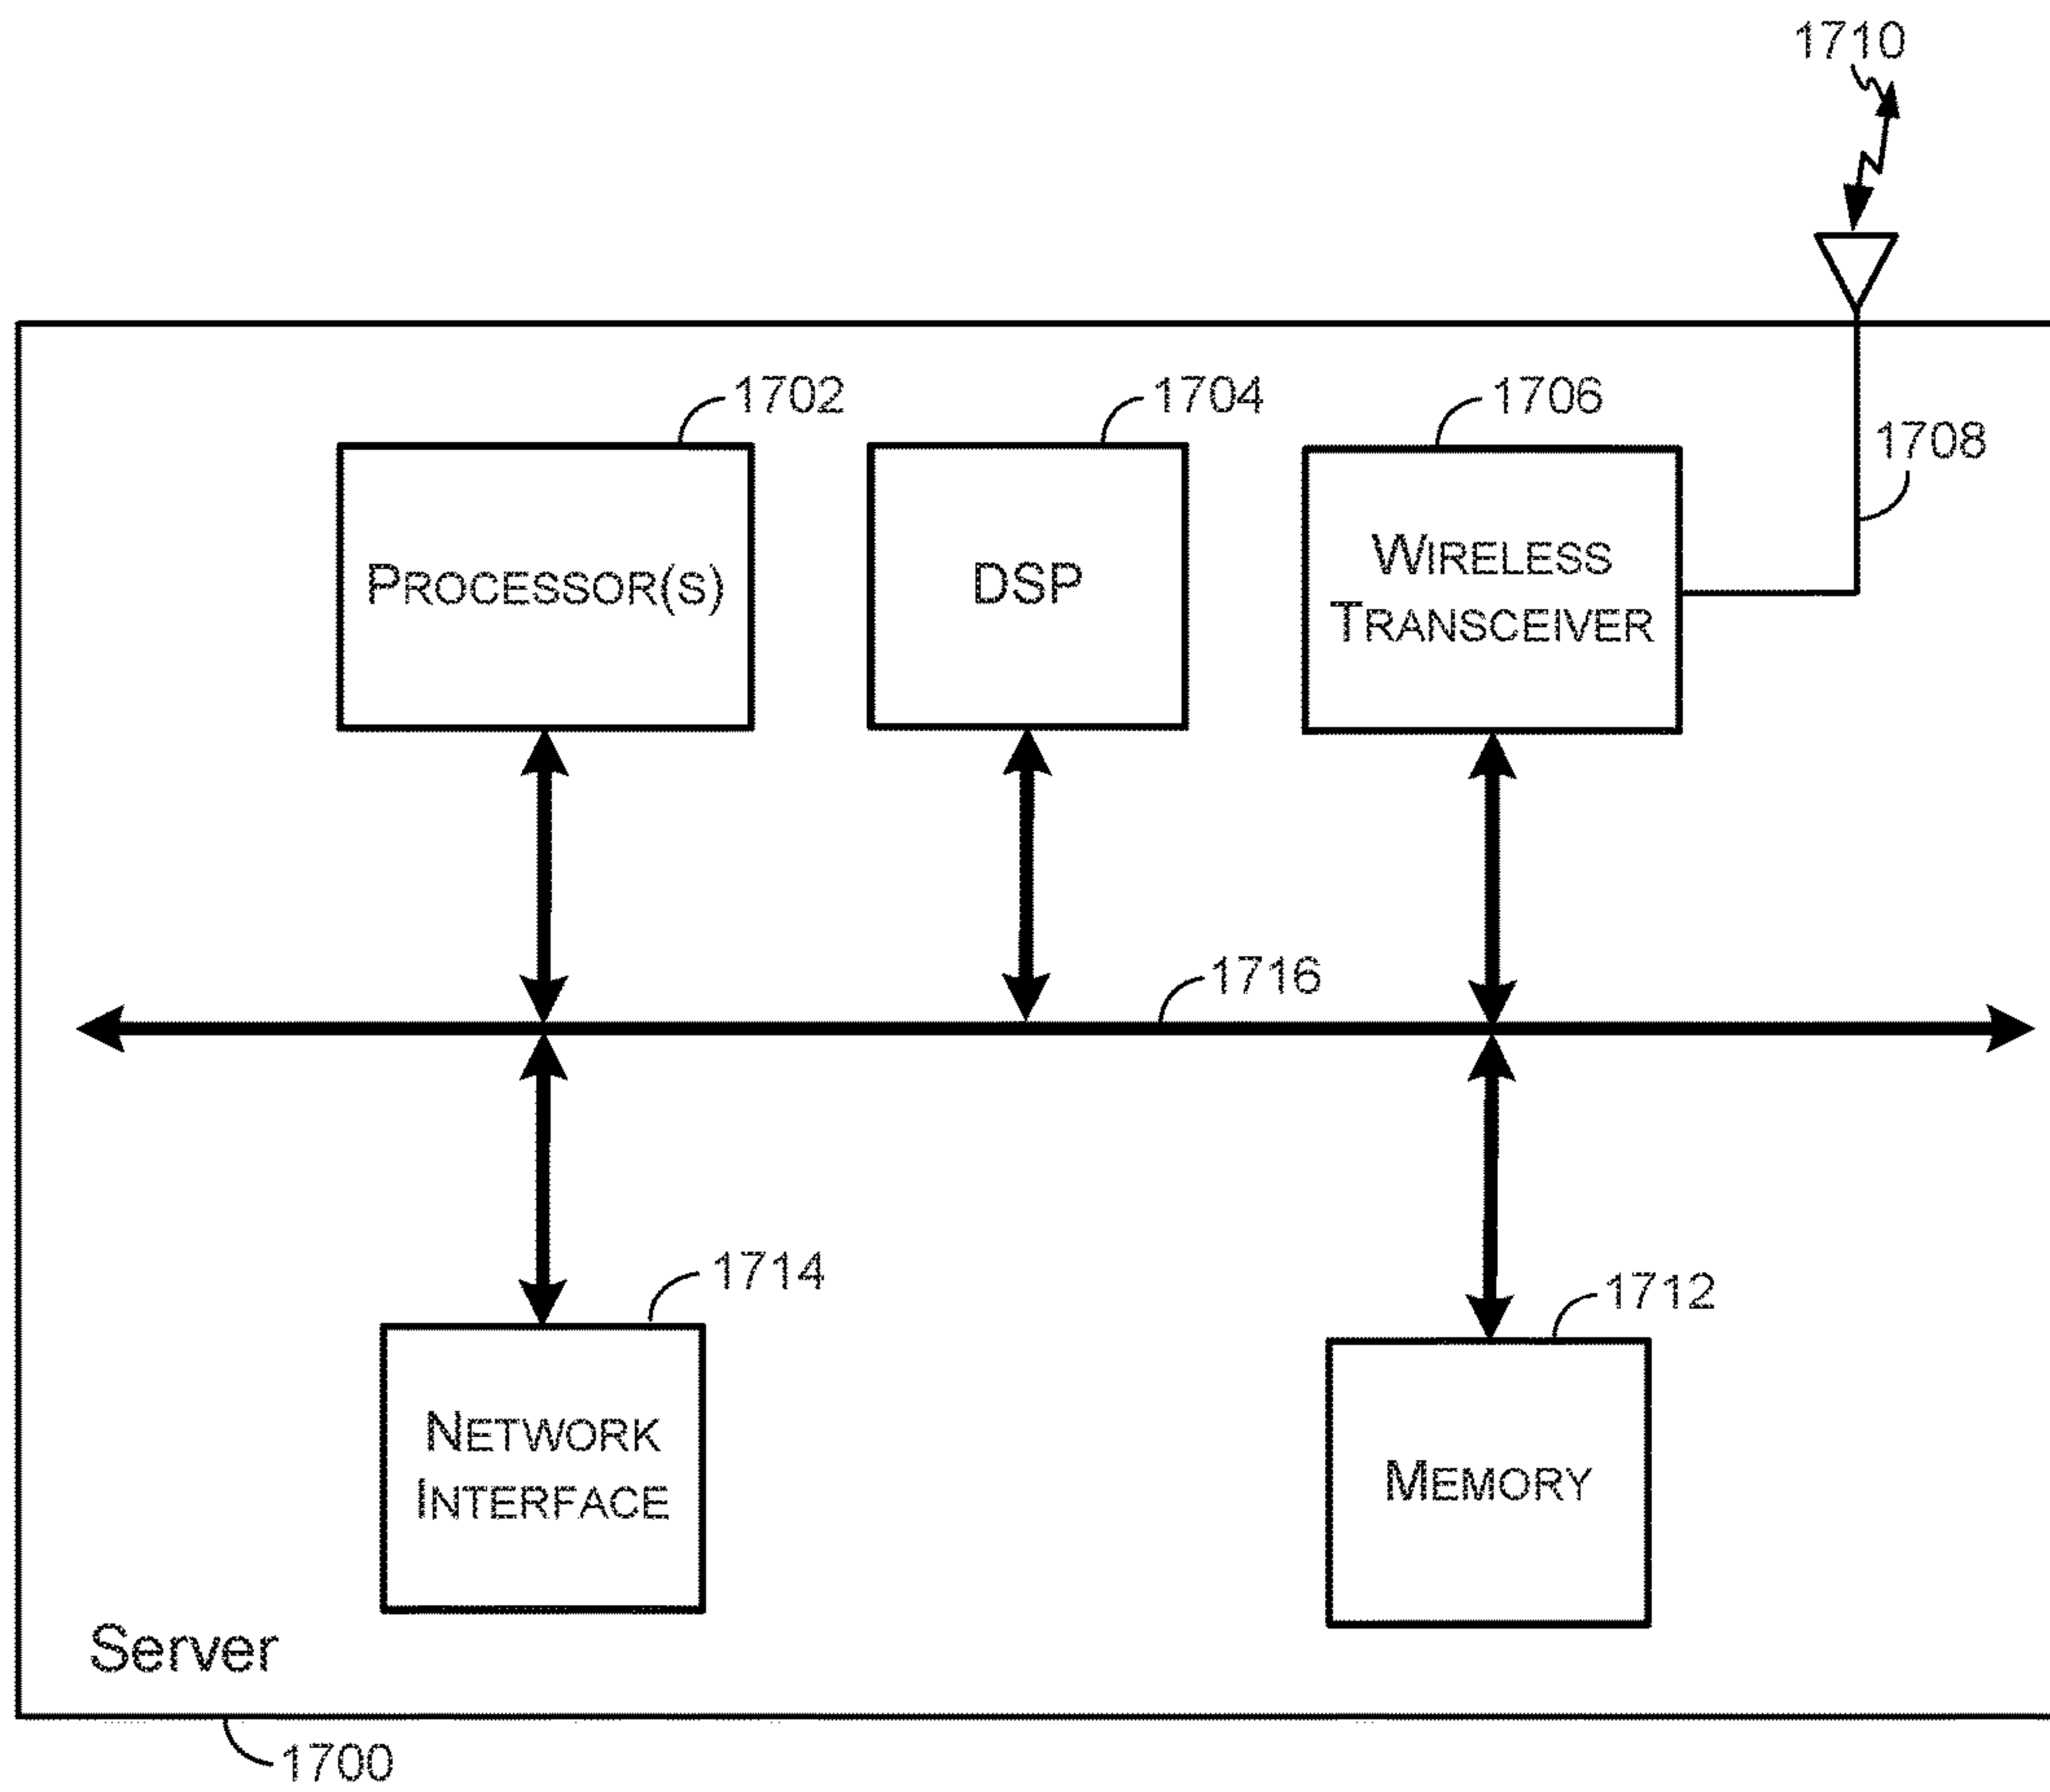 1710
1702
1704
1706
1708
PROCESSOR(S)
DSP
WIRELESS
TRANSCEIVER
1716
1714
1712
NETWORK
INTERFACE
MEMORY
Server
1700